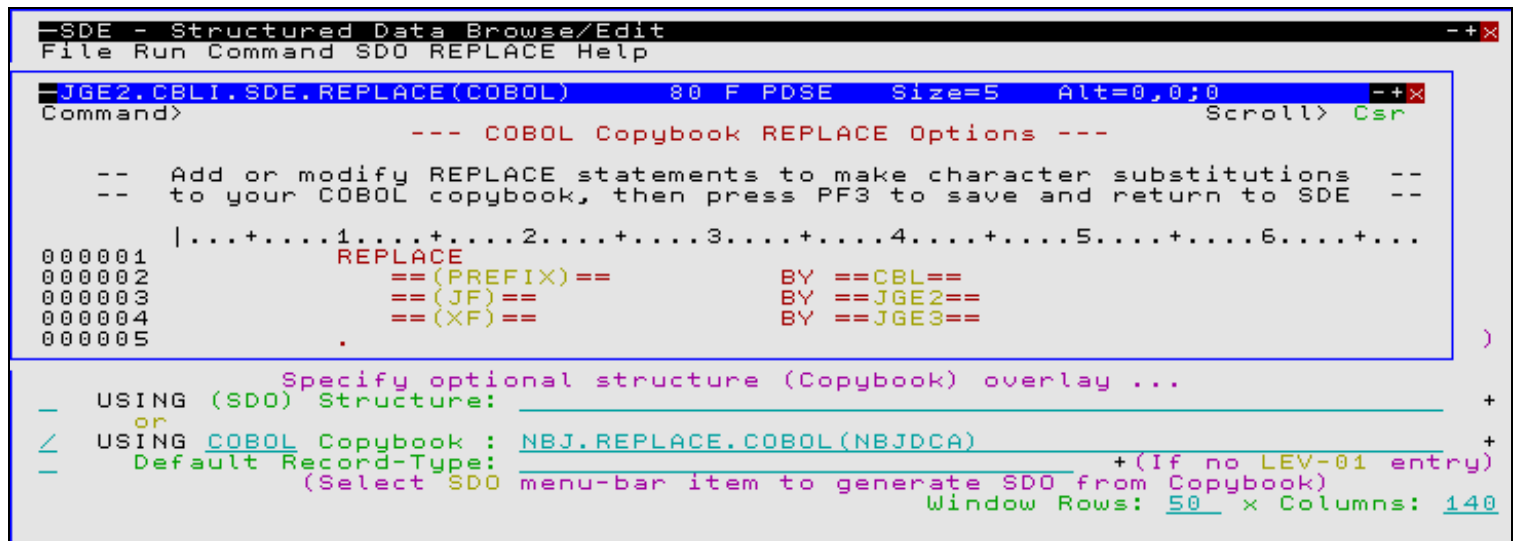 —SDE - Structured Data Browse/Edit -+x
File Run Command SDO REPLACE Help
—JGE2.CBLI.SDE.REPLACE(COBOL) 80 F PDSE Size=5 Alt=0,0;0 -+x
Command> Scroll> Csr
--- COBOL Copybook REPLACE Options ---
-- Add or modify REPLACE statements to make character substitutions --
-- to your COBOL copybook, then press PF3 to save and return to SDE --
|...+....1....+....2....+....3....+....4....+....5....+....6....+...
000001 REPLACE
000002 ==(PREFIX)== BY ==CBL==
000003 ==(JF)== BY ==JGE2==
000004 ==(XF)== BY ==JGE3==
000005 .
)
Specify optional structure (Copybook) overlay ...
_ USING (SDO) Structure: +
or
/ USING COBOL Copybook : NBJ.REPLACE.COBOL(NBJDCA) +
_ Default Record-Type: +(If no LEV-01 entry)
(Select SDO menu-bar item to generate SDO from Copybook)
Window Rows: 50 x Columns: 140